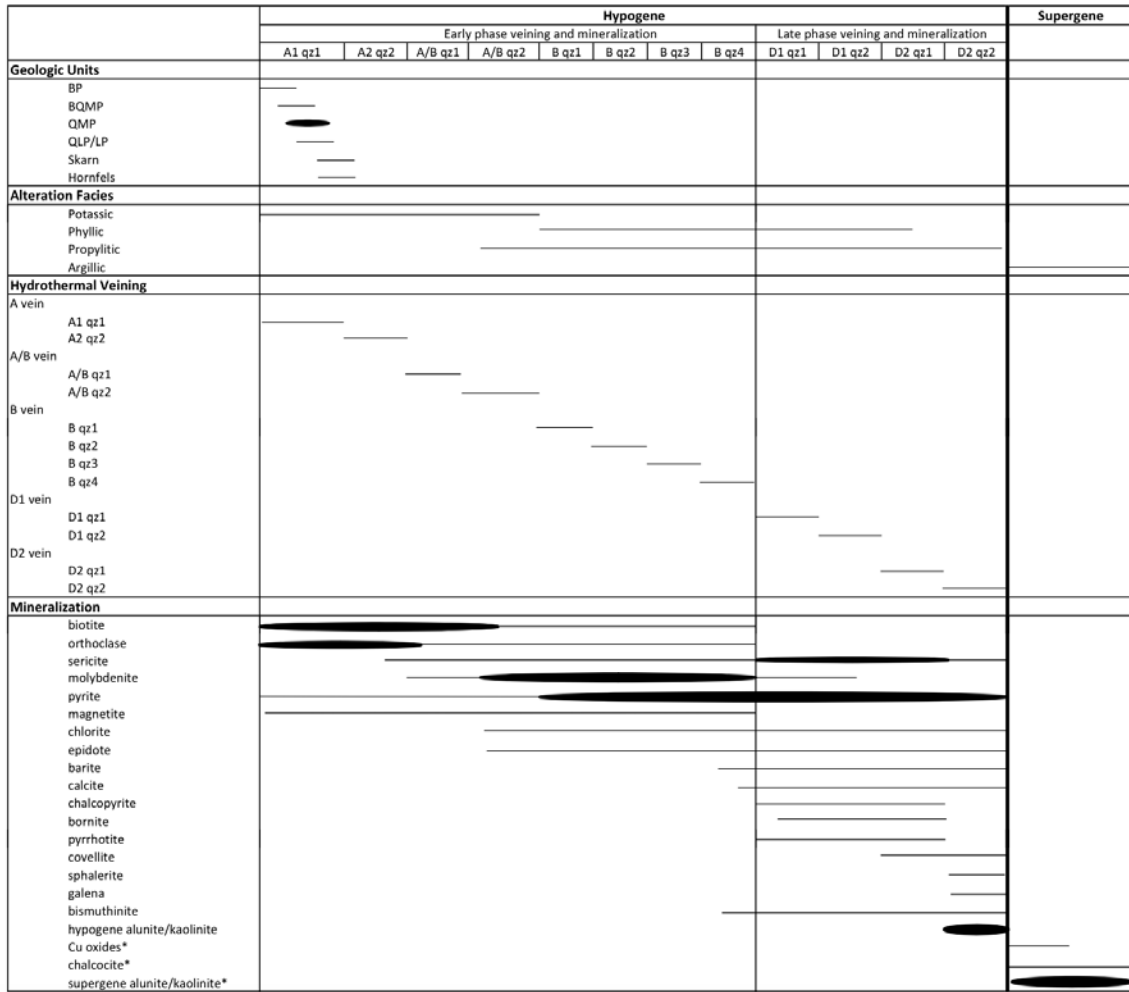 Hypogene Supergene
Early phase veining and mineralization Late phase veining and mineralization
A1 qz1 A2 qz2 A/B qz1 A/B qz2 B qz1 B qz2 B qz3 B qz4 D1 qz1 D1 qz2 D2 qz1 D2 qz2
Geologic Units
BP
BQMP
QMP
QLP/LP
Skarn
Hornfels
Alteration Facies
Potassic
Phyllic
Propylitic
Argillic
Hydrothermal Veining
A vein
A1 qz1
A2 qz2
A/B vein
A/B qz1
A/B qz2
B vein
B qz1
B qz2
B qz3
B qz4
D1 vein
D1 qz1
D1 qz2
D2 vein
D2 qz1
D2 qz2
Mineralization
biotite
orthoclase
sericite
molybdenite
pyrite
magnetite
chlorite
epidote
barite
calcite
chalcopyrite
bornite
pyrrhotite
covellite
sphalerite
galena
bismuthinite
hypogene alunite/kaolinite
Cu oxides*
chalcocite*
supergene alunite/kaolinite*